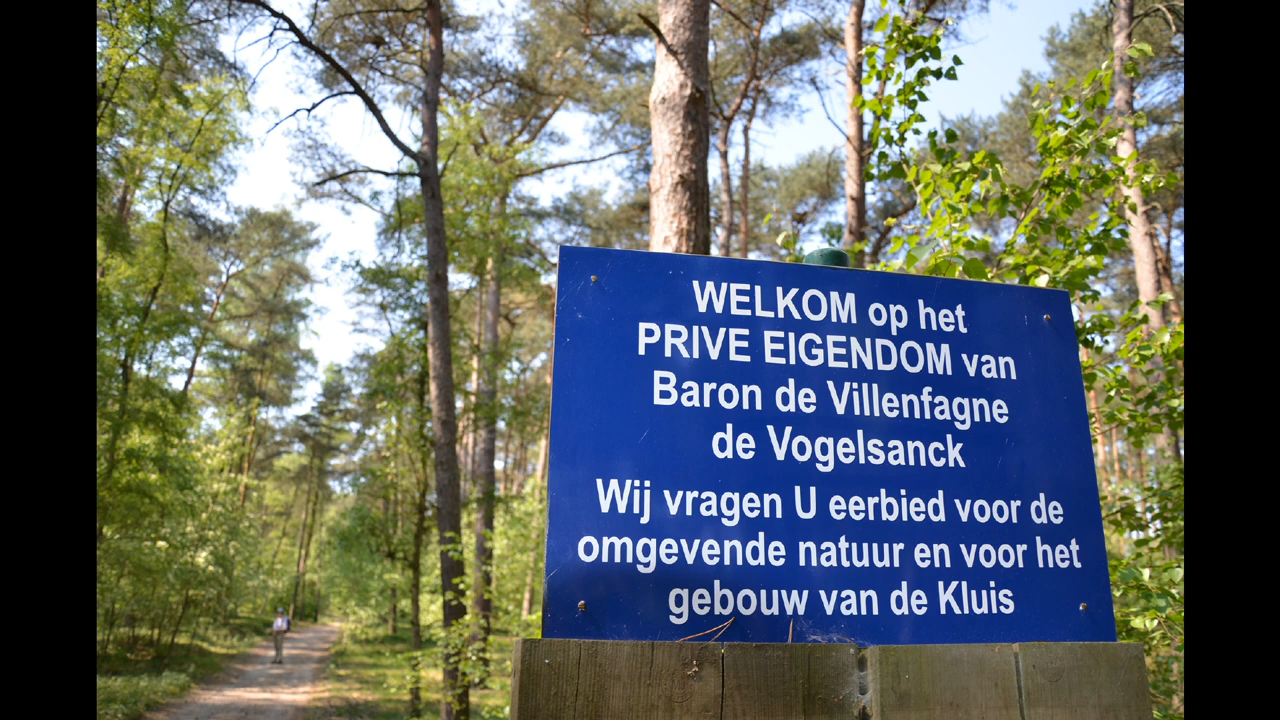 WELKOM op het
PRIVE EIGENDOM van
Baron de Villenfagne
de Vogelsanck
Wij vragen U eerbied voor de
omgevende natuur en voor het
gebouw van de Kluis